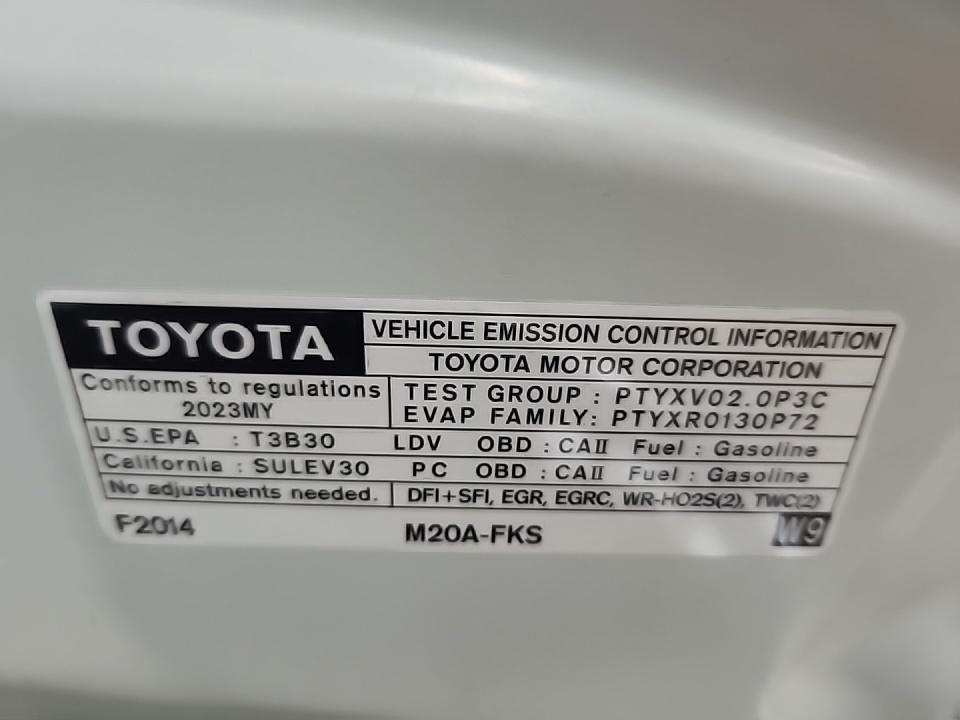 TOYOTA VEHICLE EMISSION CONTROL INFORMATION
TOYOTA MOTOR CORPORATION
Conforms to regulations
2023MY
TEST GROUP : PTYXV02.0P3C
EVAP FAMILY: PTYXR0130P72
U.S.EPA : T3B30 LDV OBD : CAII Fuel : Gasoline
California : SULEV30 PC OBD : CAII Fuel : Gasoline
No adjustments needed. DFI+SFI, EGR, EGRC, WR-HO2S(2), TWC(2)
F2014 M20A-FKS W9